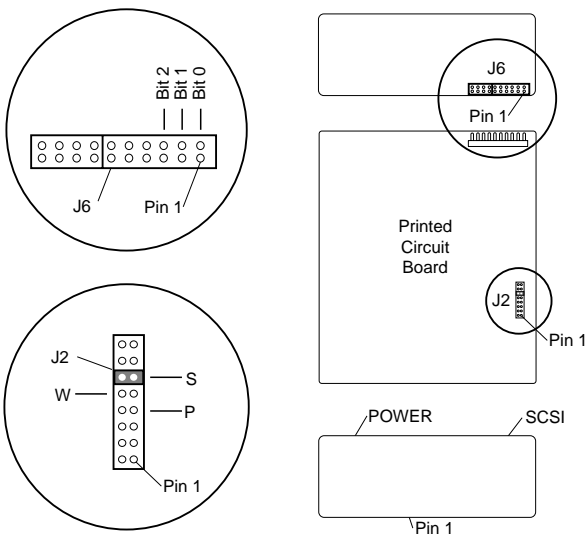 Bit 2
Bit 1
Bit 0
J6
Pin 1
J6
Pin 1
Printed
Circuit
Board
J2
Pin 1
J2
S
W
P
Pin 1
POWER
SCSI
Pin 1